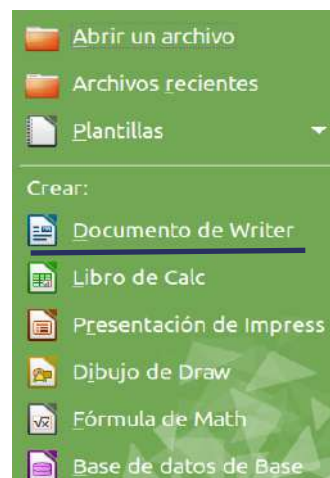 Abrir un archivo
Archivos recientes
Plantillas
Crear:
Documento de Writer
Libro de Calc
Presentación de Impress
Dibujo de Draw
Fórmula de Math
Base de datos de Base